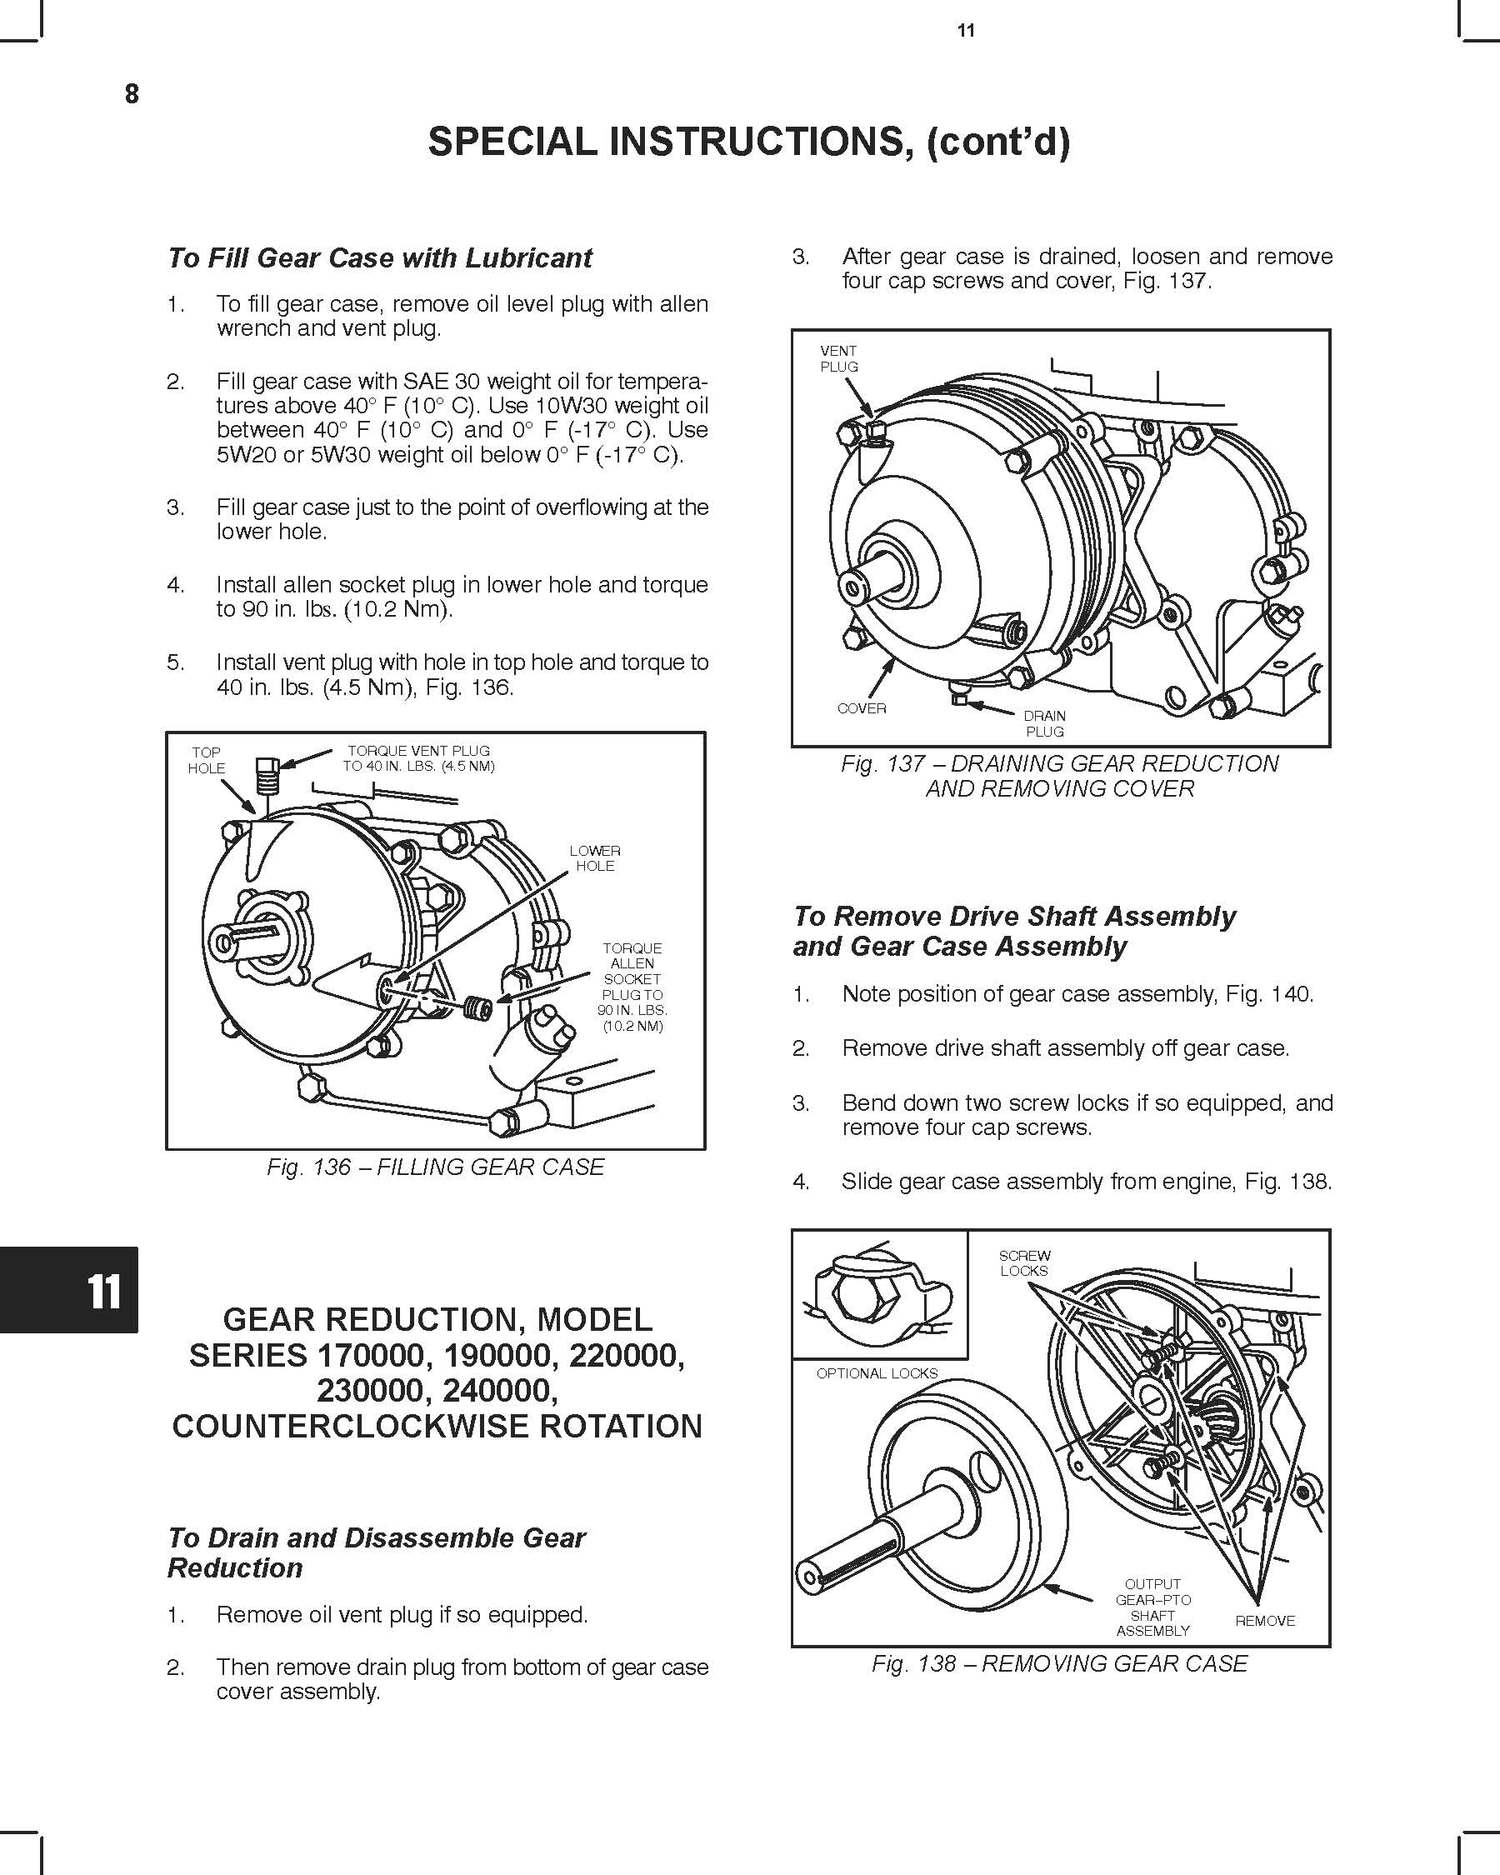 11
8
SPECIAL INSTRUCTIONS, (cont’d)
To Fill Gear Case with Lubricant
1. To fill gear case, remove oil level plug with allen
wrench and vent plug.
2. Fill gear case with SAE 30 weight oil for tempera-
tures above 40° F (10° C). Use 10W30 weight oil
between 40° F (10° C) and 0° F (-17° C). Use
5W20 or 5W30 weight oil below 0° F (-17° C).
3. Fill gear case just to the point of overflowing at the
lower hole.
4. Install allen socket plug in lower hole and torque
to 90 in. lbs. (10.2 Nm).
5. Install vent plug with hole in top hole and torque to
40 in. lbs. (4.5 Nm), Fig. 136.
TOP
HOLE
TORQUE VENT PLUG
TO 40 IN. LBS. (4.5 NM)
LOWER
HOLE
TORQUE
ALLEN
SOCKET
PLUG TO
90 IN. LBS.
(10.2 NM)
Fig. 136 – FILLING GEAR CASE
11
GEAR REDUCTION, MODEL
SERIES 170000, 190000, 220000,
230000, 240000,
COUNTERCLOCKWISE ROTATION
To Drain and Disassemble Gear
Reduction
1. Remove oil vent plug if so equipped.
2. Then remove drain plug from bottom of gear case
cover assembly.
3. After gear case is drained, loosen and remove
four cap screws and cover, Fig. 137.
VENT
PLUG
COVER
DRAIN
PLUG
Fig. 137 – DRAINING GEAR REDUCTION
AND REMOVING COVER
To Remove Drive Shaft Assembly
and Gear Case Assembly
1. Note position of gear case assembly, Fig. 140.
2. Remove drive shaft assembly off gear case.
3. Bend down two screw locks if so equipped, and
remove four cap screws.
4. Slide gear case assembly from engine, Fig. 138.
SCREW
LOCKS
OPTIONAL LOCKS
OUTPUT
GEAR–PTO
SHAFT
ASSEMBLY
REMOVE
Fig. 138 – REMOVING GEAR CASE